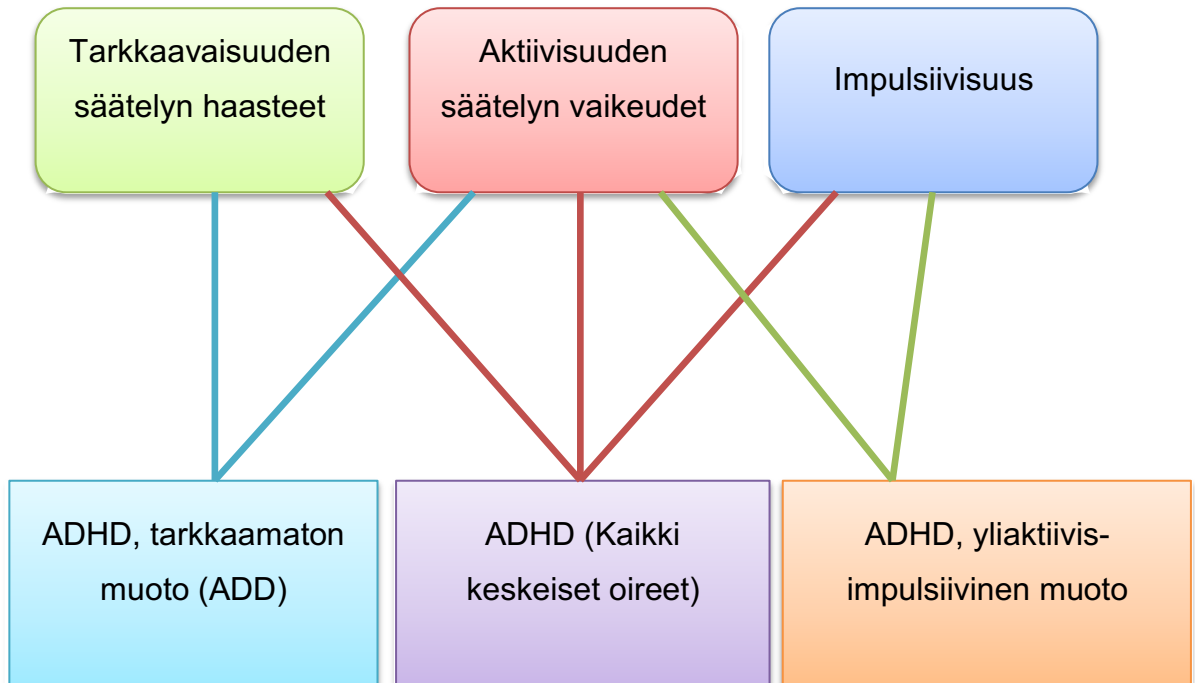 Tarkkaavaisuuden
säätelyn haasteet
Aktiivisuuden
säätelyn vaikeudet
Impulsiivisuus
ADHD, tarkkaamaton
muoto (ADD)
ADHD (Kaikki
keskeiset oireet)
ADHD, yliaktiivis-
impulsiivinen muoto